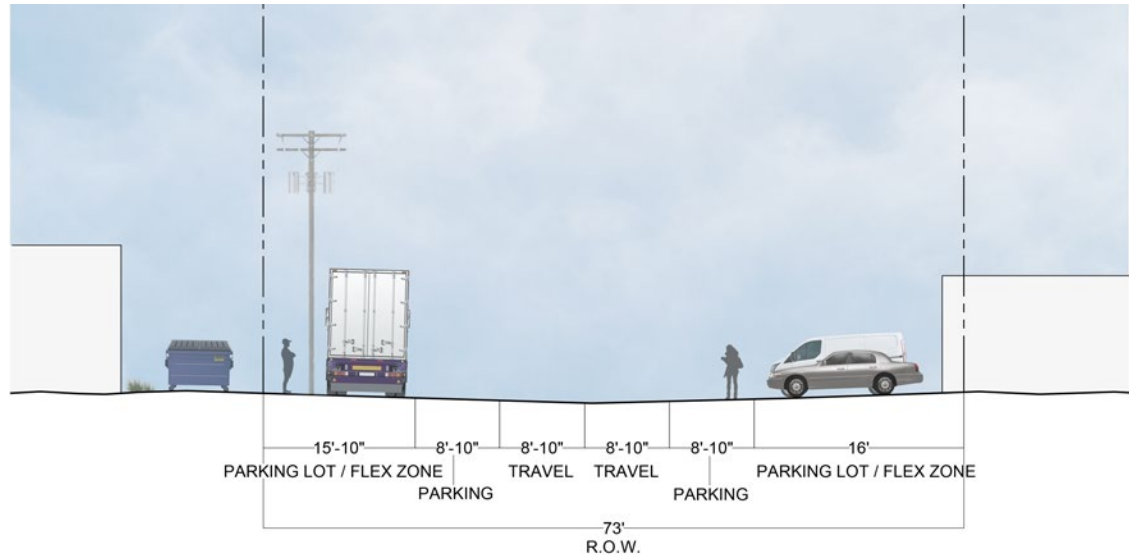 15'-10" 8'-10" 8'-10" 8'-10" 8'-10" 16'
PARKING LOT / FLEX ZONE TRAVEL TRAVEL PARKING LOT / FLEX ZONE
PARKING PARKING
73'
R.O.W.